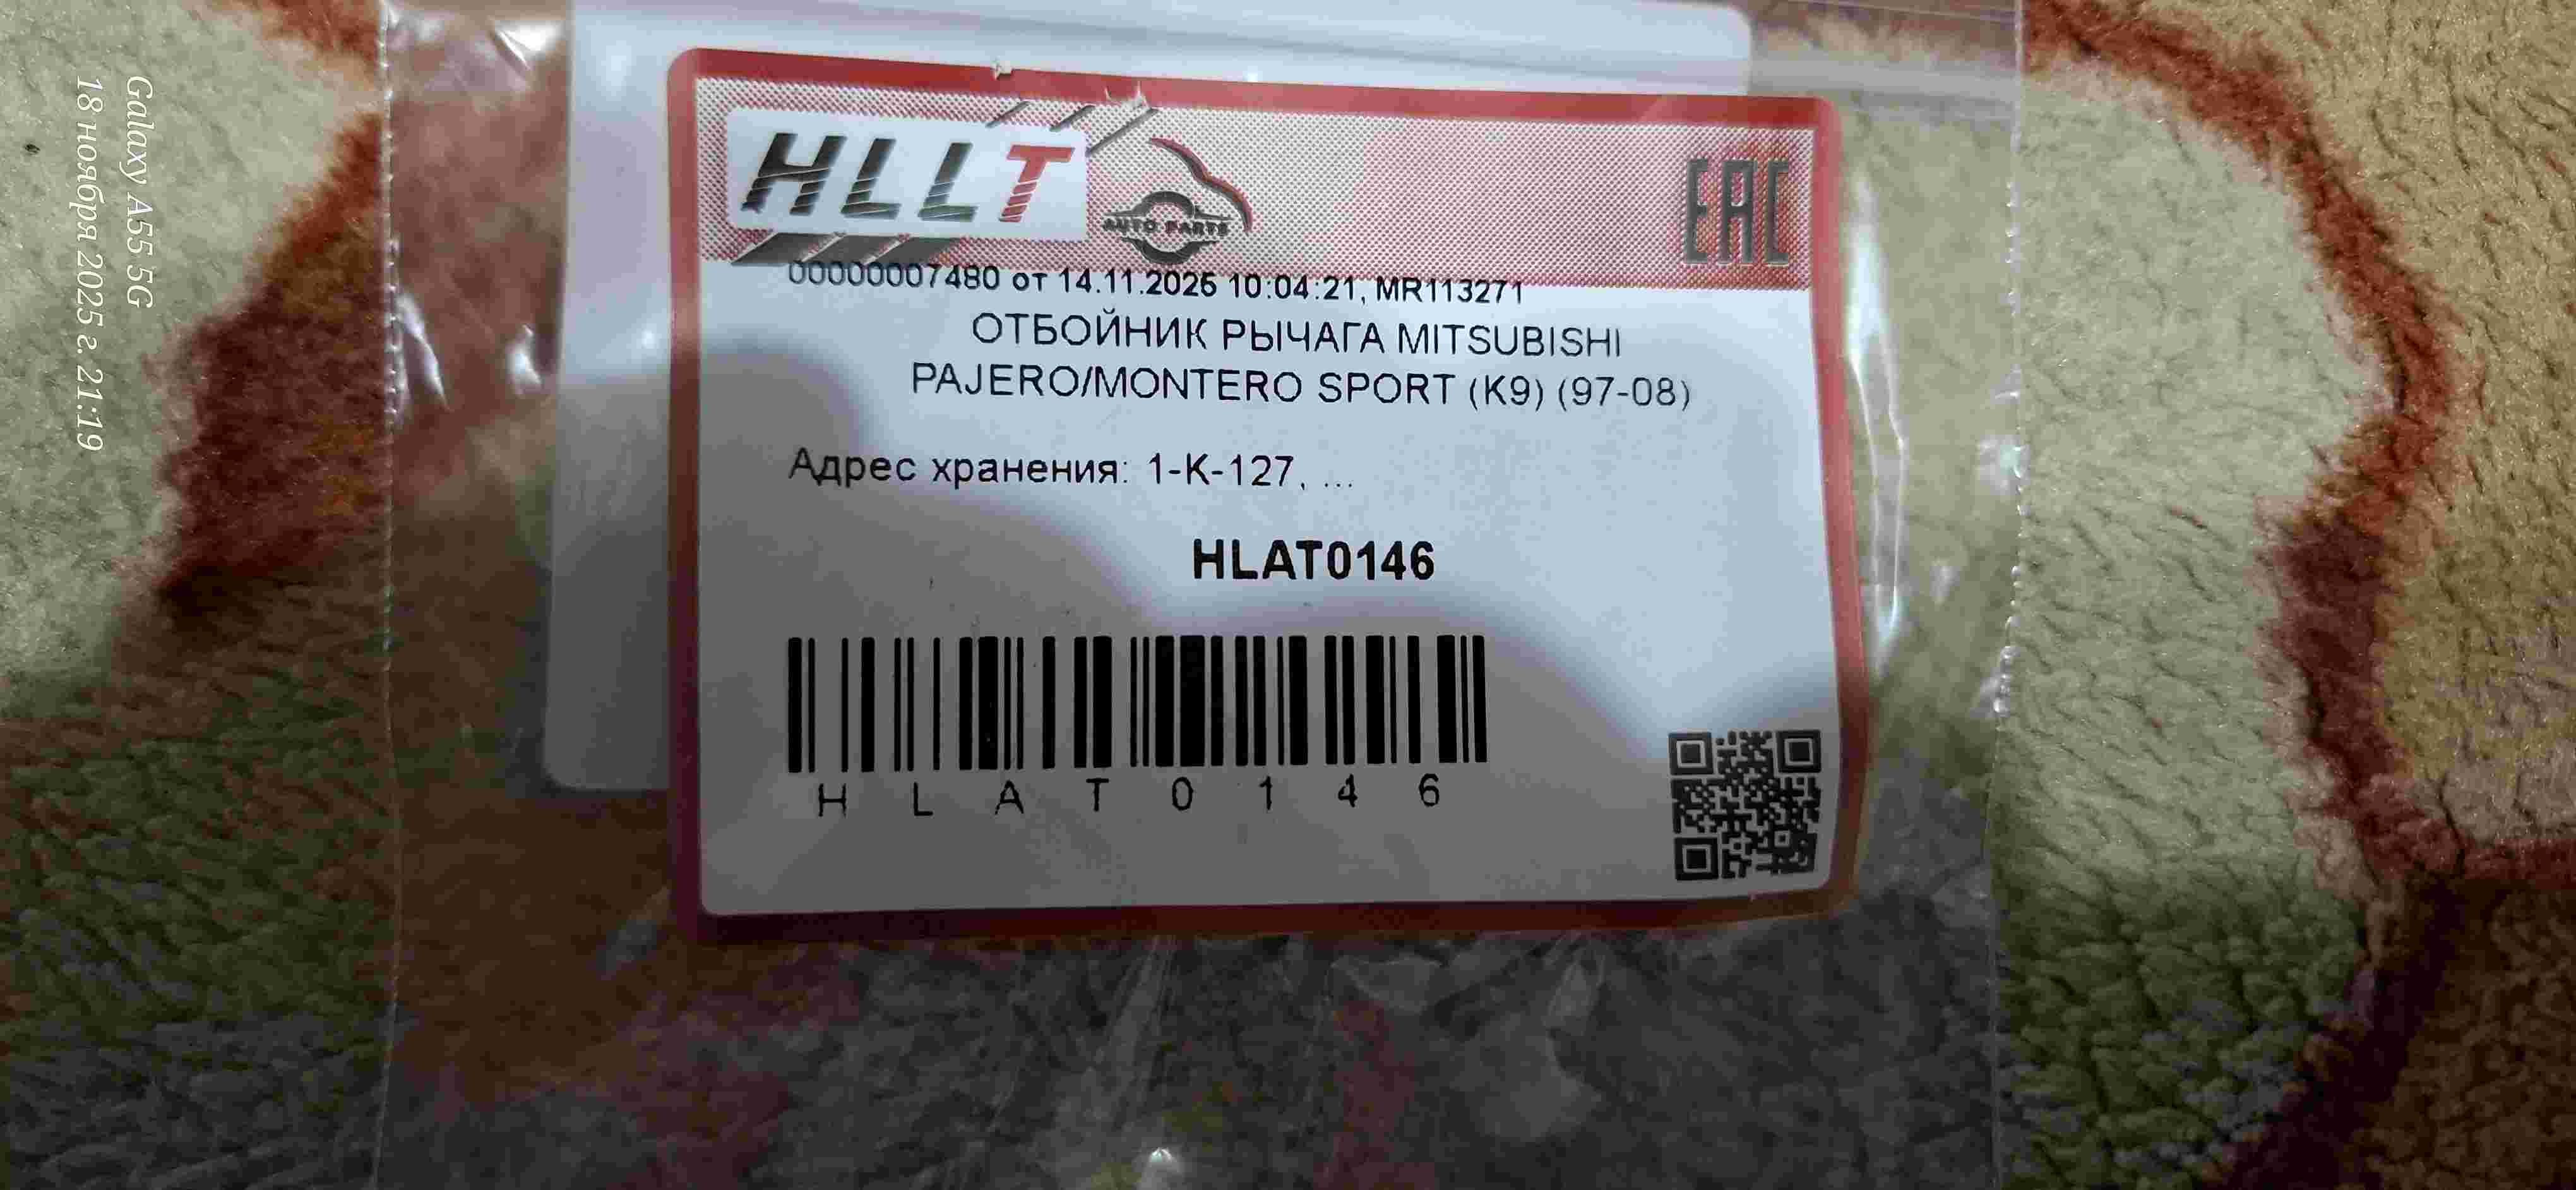 HLLT
AUTO PARTS
EAC
00000007480 от 14.11.2025 10:04:21, MR113271
ОТБОЙНИК РЫЧАГА MITSUBISHI
PAJERO/MONTERO SPORT (K9) (97-08)
Адрес хранения: 1-К-127, ...
HLAT0146
H L A T 0 1 4 6
Galaxy A55 5G
18 ноября 2025 г. 21:19